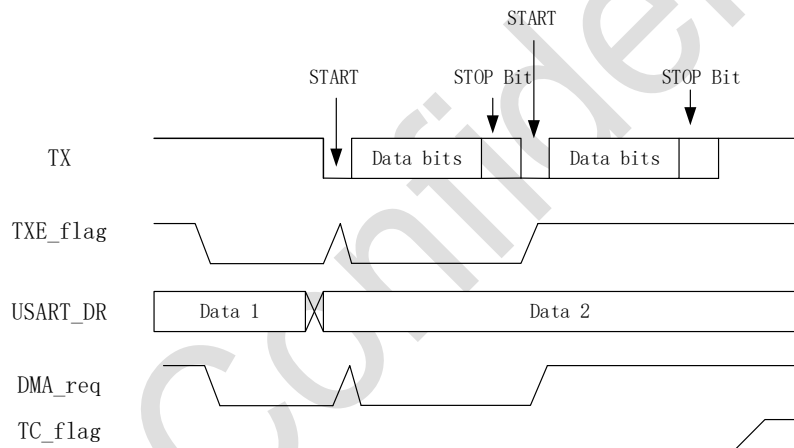 START
START
STOP Bit
STOP Bit
TX
Data bits
Data bits
TXE_flag
USART_DR
Data 1
Data 2
DMA_req
TC_flag